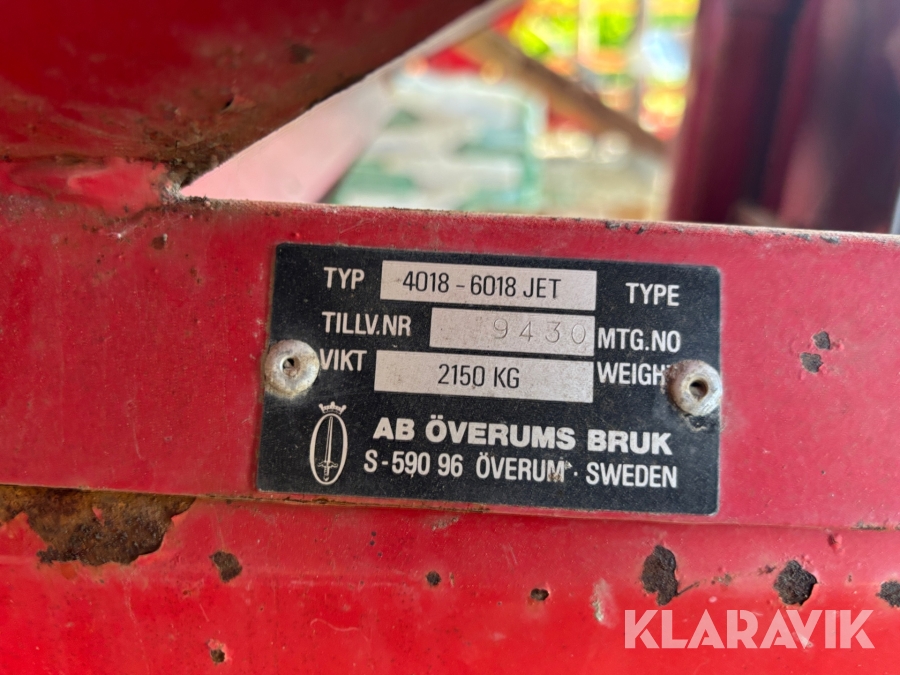 TYP 4018 - 6018 JET TYPE
TILLV.NR 9430 MTG.NO
VIKT 2150 KG WEIGHT
AB ÖVERUMS BRUK
S-590 96 ÖVERUM · SWEDEN
KLARAVIK